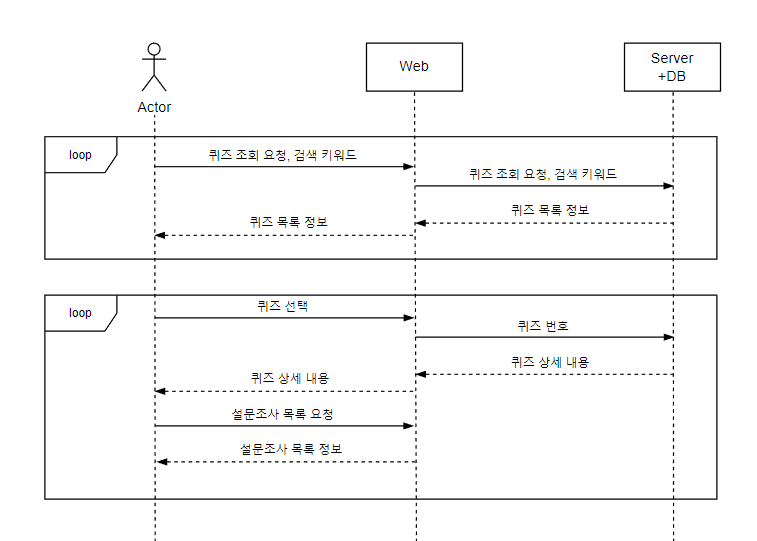 Actor
Web
Server
+DB
loop
퀴즈 조회 요청, 검색 키워드
퀴즈 조회 요청, 검색 키워드
퀴즈 목록 정보
퀴즈 목록 정보
loop
퀴즈 선택
퀴즈 번호
퀴즈 상세 내용
퀴즈 상세 내용
설문조사 목록 요청
설문조사 목록 정보